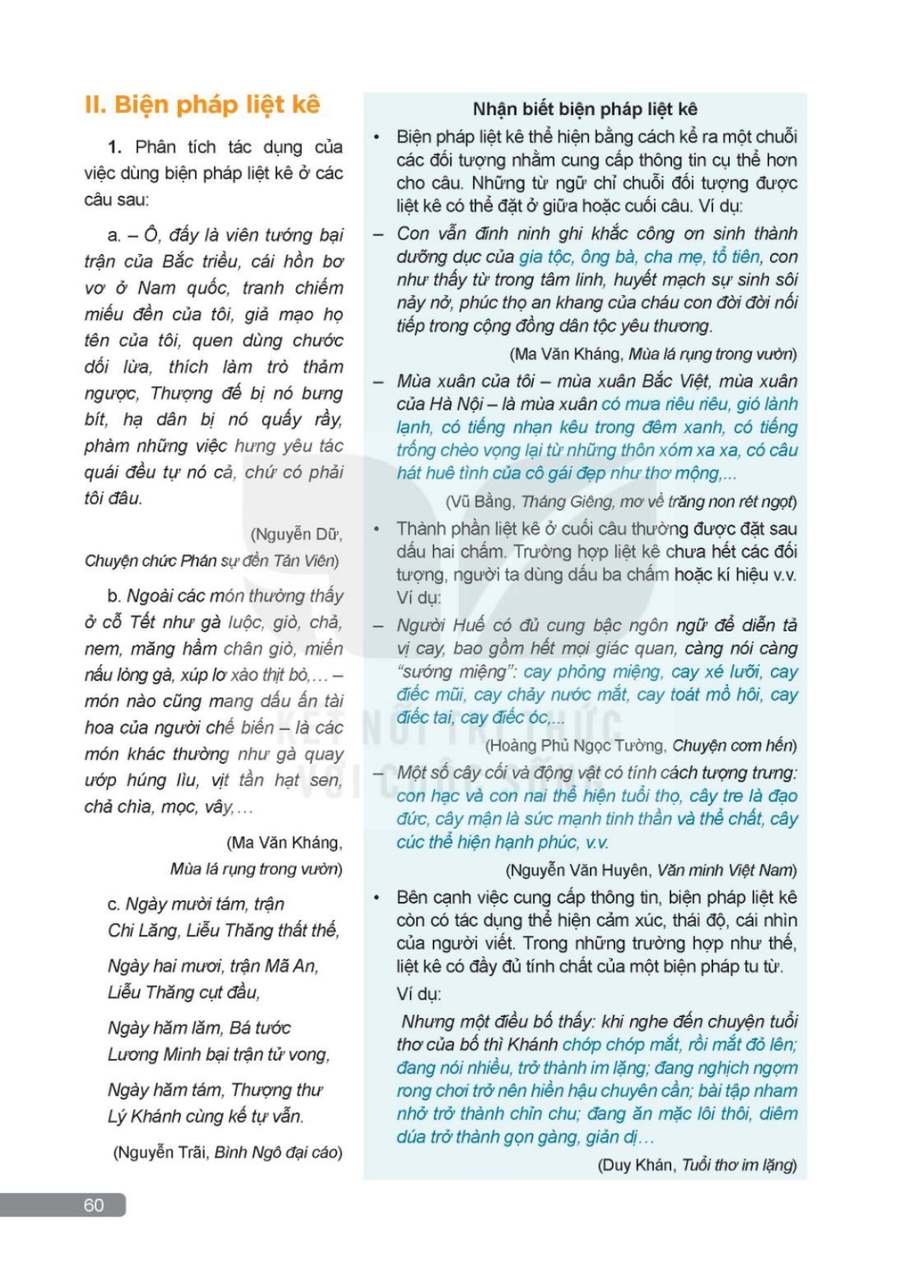 II. Biện pháp liệt kê
1. Phân tích tác dụng của
việc dùng biện pháp liệt kê ở các
câu sau:
a. – Ô, đấy là viên tướng bại
trận của Bắc triều, cái hồn bơ
vơ ở Nam quốc, tranh chiếm
miếu đền của tôi, giả mạo họ
tên của tôi, quen dùng chước
dối lừa, thích làm trò thảm
ngược, Thượng đế bị nó bưng
bít, hạ dân bị nó quấy rầy,
phàm những việc hưng yêu tác
quái đều tự nó cả, chứ có phải
tôi đâu.
(Nguyễn Dữ,
Chuyện chức Phán sự đền Tản Viên)
b. Ngoài các món thường thấy
ở cỗ Tết như gà luộc, giò, chả,
nem, măng hầm chân giò, miến
nấu lòng gà, xúp lơ xào thịt bò,... –
món nào cũng mang dấu ấn tài
hoa của người chế biến – là các
món khác thường như gà quay
ướp húng lìu, vịt tần hạt sen,
chả chìa, mọc, vây,...
(Ma Văn Kháng,
Mùa lá rụng trong vườn)
c. Ngày mười tám, trận
Chi Lăng, Liễu Thăng thất thế,
Ngày hai mươi, trận Mã An,
Liễu Thăng cụt đầu,
Ngày hăm lăm, Bá tước
Lương Minh bại trận tử vong,
Ngày hăm tám, Thượng thư
Lý Khánh cùng kế tự vẫn.
(Nguyễn Trãi, Bình Ngô đại cáo)
Nhận biết biện pháp liệt kê
• Biện pháp liệt kê thể hiện bằng cách kể ra một chuỗi
các đối tượng nhằm cung cấp thông tin cụ thể hơn
cho câu. Những từ ngữ chỉ chuỗi đối tượng được
liệt kê có thể đặt ở giữa hoặc cuối câu. Ví dụ:
– Con vẫn đinh ninh ghi khắc công ơn sinh thành
dưỡng dục của gia tộc, ông bà, cha mẹ, tổ tiên, con
như thấy từ trong tâm linh, huyết mạch sự sinh sôi
nảy nở, phúc thọ an khang của cháu con đời đời nối
tiếp trong cộng đồng dân tộc yêu thương.
(Ma Văn Kháng, Mùa lá rụng trong vườn)
– Mùa xuân của tôi – mùa xuân Bắc Việt, mùa xuân
của Hà Nội – là mùa xuân có mưa riêu riêu, gió lành
lạnh, có tiếng nhạn kêu trong đêm xanh, có tiếng
trống chèo vọng lại từ những thôn xóm xa xa, có câu
hát huê tình của cô gái đẹp như thơ mộng,...
(Vũ Bằng, Tháng Giêng, mơ về trăng non rét ngọt)
• Thành phần liệt kê ở cuối câu thường được đặt sau
dấu hai chấm. Trường hợp liệt kê chưa hết các đối
tượng, người ta dùng dấu ba chấm hoặc kí hiệu v.v.
Ví dụ:
– Người Huế có đủ cung bậc ngôn ngữ để diễn tả
vị cay, bao gồm hết mọi giác quan, càng nói càng
“sướng miệng”: cay phỏng miệng, cay xé lưỡi, cay
điếc mũi, cay chảy nước mắt, cay toát mồ hôi, cay
điếc tai, cay điếc óc,...
(Hoàng Phủ Ngọc Tường, Chuyện cơm hến)
– Một số cây cối và động vật có tính cách tượng trưng:
con hạc và con nai thể hiện tuổi thọ, cây tre là đạo
đức, cây mận là sức mạnh tinh thần và thể chất, cây
cúc thể hiện hạnh phúc, v.v.
(Nguyễn Văn Huyên, Văn minh Việt Nam)
• Bên cạnh việc cung cấp thông tin, biện pháp liệt kê
còn có tác dụng thể hiện cảm xúc, thái độ, cái nhìn
của người viết. Trong những trường hợp như thế,
liệt kê có đầy đủ tính chất của một biện pháp tu từ.
Ví dụ:
Nhưng một điều bố thấy: khi nghe đến chuyện tuổi
thơ của bố thì Khánh chớp chớp mắt, rồi mắt đỏ lên;
đang nói nhiều, trở thành im lặng; đang nghịch ngợm
rong chơi trở nên hiền hậu chuyên cần; bài tập nham
nhở trở thành chỉn chu; đang ăn mặc lôi thôi, diêm
dúa trở thành gọn gàng, giản dị...
(Duy Khán, Tuổi thơ im lặng)
KẾT NỐI TRI THỨC
VỚI CUỘC SỐNG
60